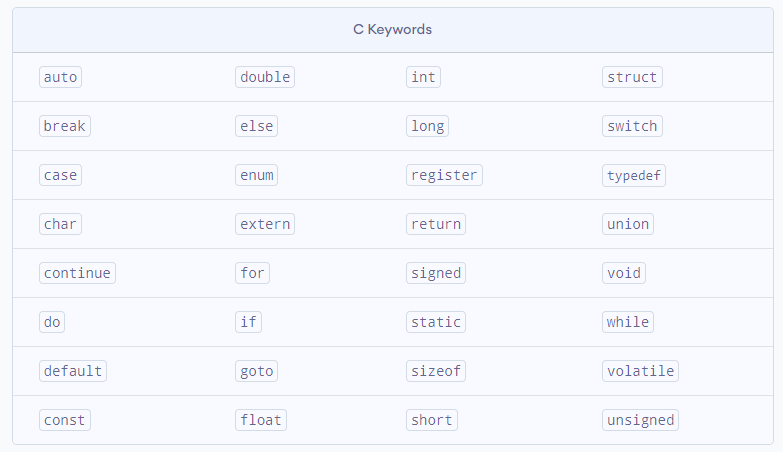 C Keywords
auto double int struct
break else long switch
case enum register typedef
char extern return union
continue for signed void
do if static while
default goto sizeof volatile
const float short unsigned